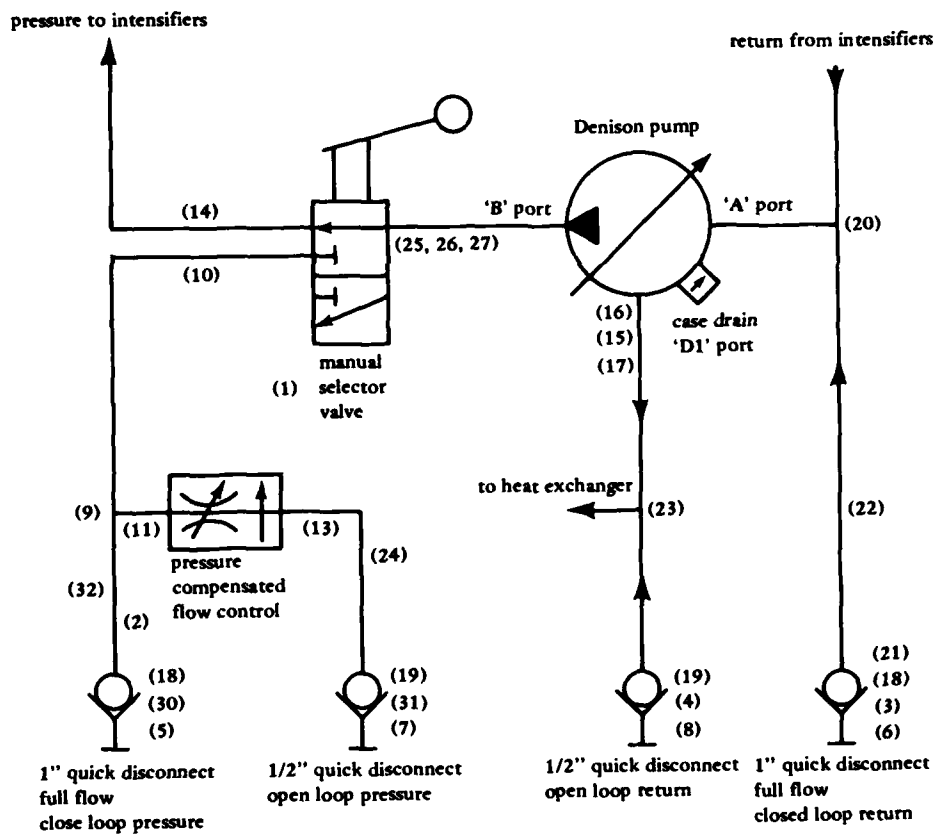 pressure to intensifiers
return from intensifiers
Denison pump
'B' port
'A' port
(14)
(25, 26, 27)
(20)
(10)
(16)
(15)
(17)
case drain
'D1' port
(1)
manual
selector
valve
to heat exchanger
(9)
(11)
(13)
(23)
(22)
(24)
pressure
compensated
flow control
(32)
(2)
(18)
(30)
(5)
(19)
(31)
(7)
(19)
(4)
(8)
(21)
(18)
(3)
(6)
1" quick disconnect
full flow
close loop pressure
1/2" quick disconnect
open loop pressure
1/2" quick disconnect
open loop return
1" quick disconnect
full flow
closed loop return